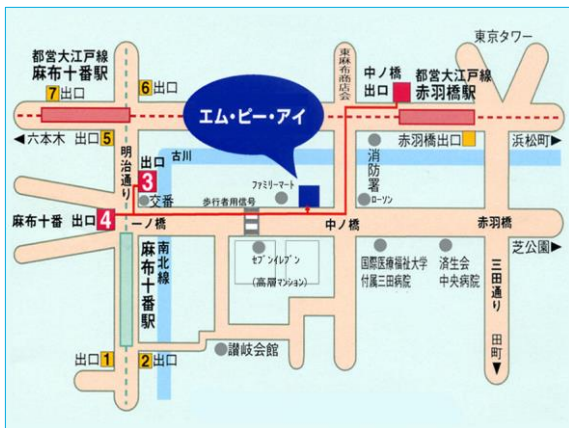 東京タワー
都営大江戸線
麻布十番駅
7出口
6出口
東麻布商店会
中ノ橋
出口
都営大江戸線
赤羽橋駅
エム・ピー・アイ
◀六本木 出口5
明治通り
出口
3
古川
消防署
赤羽橋出口
浜松町▶
交番
歩行者用信号
ファミリーマート
ローソン
麻布十番 出口4
一ノ橋
中ノ橋
赤羽橋
芝公園▶
南北線
麻布十番駅
セブンイレブン
(高層マンション)
国際医療福祉大学
付属三田病院
済生会
中央病院
三田通り
田町
讃岐会館
出口1
2出口